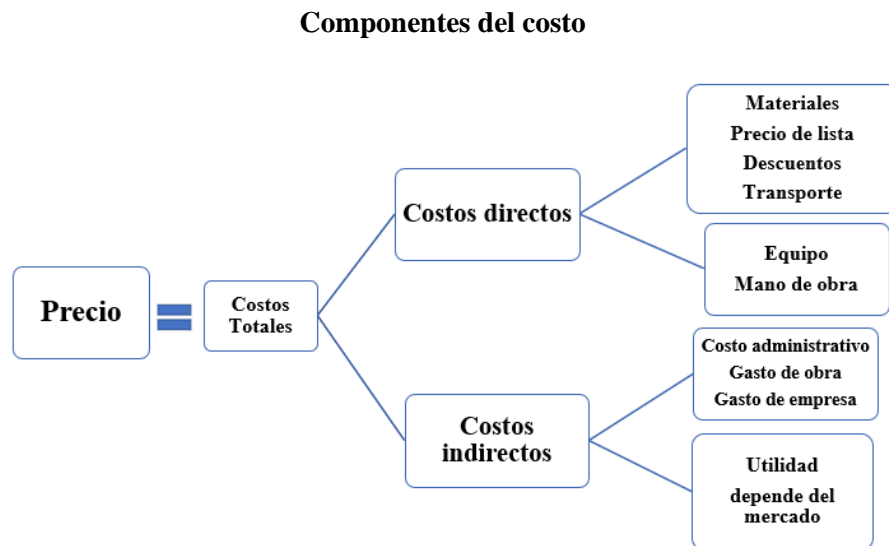 Componentes del costo
Materiales
Precio de lista
Descuentos
Transporte
Costos directos
Equipo
Mano de obra
Precio
Costos
Totales
Costo administrativo
Gasto de obra
Gasto de empresa
Costos
indirectos
Utilidad
depende del
mercado